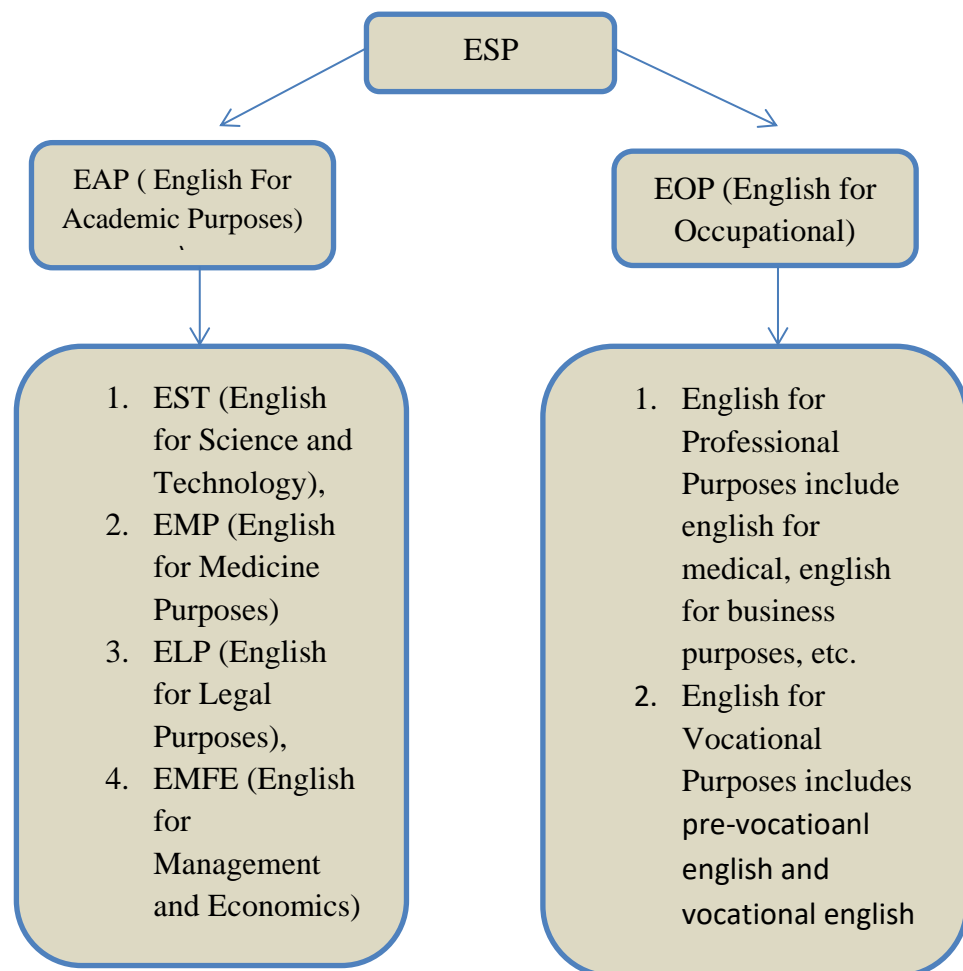 ESP
EAP ( English For
Academic Purposes)
EOP (English for
Occupational)
1. EST (English
for Science and
Technology),
2. EMP (English
for Medicine
Purposes)
3. ELP (English
for Legal
Purposes),
4. EMFE (English
for
Management
and Economics)
1. English for
Professional
Purposes include
english for
medical, english
for business
purposes, etc.
2. English for
Vocational
Purposes includes
pre-vocatioanl
english and
vocational english